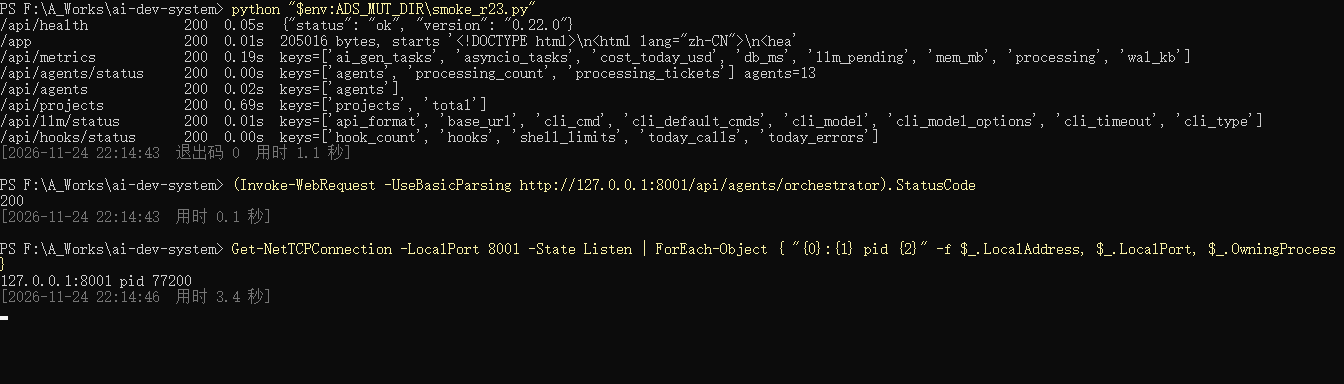 PS F:\A_Works\ai-dev-system> python "$env:ADS_MUT_DIR\smoke_r23.py"
/api/health 200 0.05s {"status": "ok", "version": "0.22.0"}
/app 200 0.01s 205016 bytes, starts '<!DOCTYPE html>\n<html lang="zh-CN">\n<hea'
/api/metrics 200 0.19s keys=['ai_gen_tasks', 'asyncio_tasks', 'cost_today_usd', 'db_ms', 'llm_pending', 'mem_mb', 'processing', 'wal_kb']
/api/agents/status 200 0.00s keys=['agents', 'processing_count', 'processing_tickets'] agents=13
/api/agents 200 0.02s keys=['agents']
/api/projects 200 0.69s keys=['projects', 'total']
/api/llm/status 200 0.01s keys=['api_format', 'base_url', 'cli_cmd', 'cli_default_cmds', 'cli_model', 'cli_model_options', 'cli_timeout', 'cli_type']
/api/hooks/status 200 0.00s keys=['hook_count', 'hooks', 'shell_limits', 'today_calls', 'today_errors']
[2026-11-24 22:14:43 退出码 0 用时 1.1 秒]
PS F:\A_Works\ai-dev-system> (Invoke-WebRequest -UseBasicParsing http://127.0.0.1:8001/api/agents/orchestrator).StatusCode
200
[2026-11-24 22:14:43 用时 0.1 秒]
PS F:\A_Works\ai-dev-system> Get-NetTCPConnection -LocalPort 8001 -State Listen | ForEach-Object { "{0}:{1} pid {2}" -f $_.LocalAddress, $_.LocalPort, $_.OwningProcess
}
127.0.0.1:8001 pid 77200
[2026-11-24 22:14:46 用时 3.4 秒]